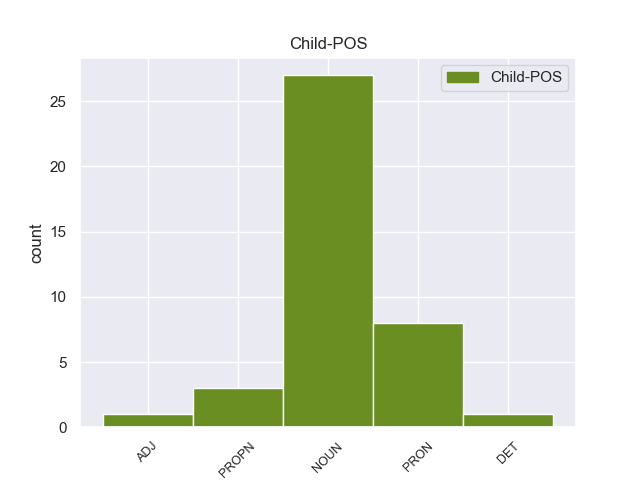 Child-POS
Child-POS
25
20
15
10
5
0
count
ADJ
PROPN
NOUN
PRON
DET